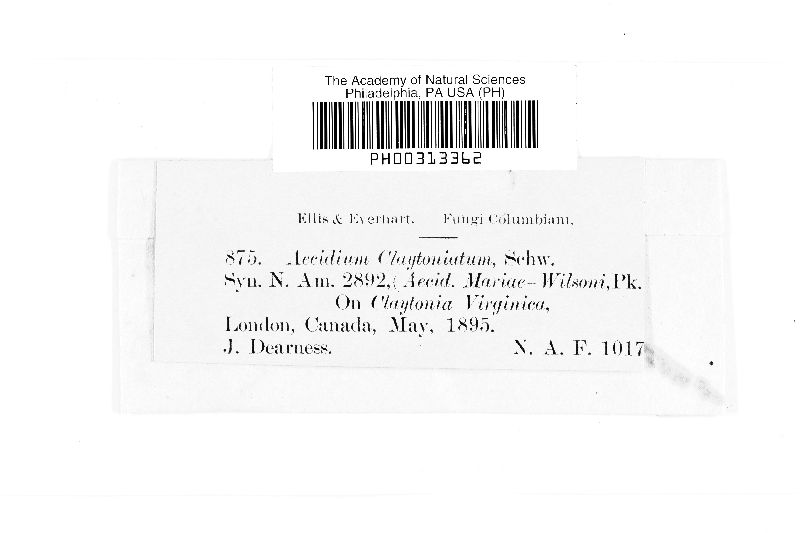 The Academy of Natural Sciences
Philadelphia, PA USA (PH)
PH00313362
Ellis & Everhart. Fungi Columbiani.
875. Aecidium Claytoniatum, Schw.
Syn. N. Am. 2892, (Aecid. Mariae-Wilsoni, Pk.
On Claytonia Virginica,
London, Canada, May, 1895.
J. Dearness. N. A. F. 1017